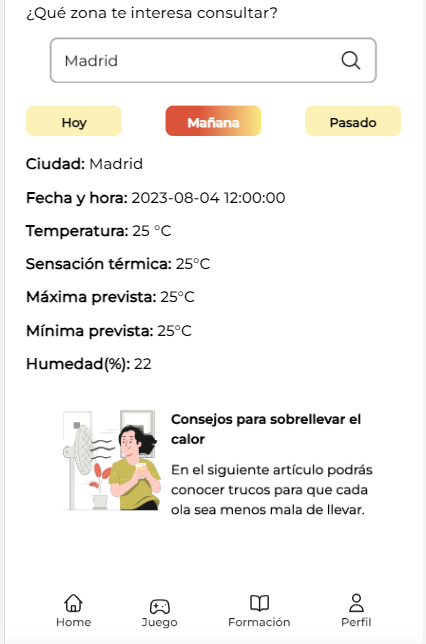 ¿Qué zona te interesa consultar?
Madrid
Hoy
Mañana
Pasado
Ciudad: Madrid
Fecha y hora: 2023-08-04 12:00:00
Temperatura: 25 °C
Sensación térmica: 25°C
Máxima prevista: 25°C
Mínima prevista: 25°C
Humedad(%): 22
Consejos para sobrellevar el
calor
En el siguiente artículo podrás
conocer trucos para que cada
ola sea menos mala de llevar.
Home
Juego
Formación
Perfil